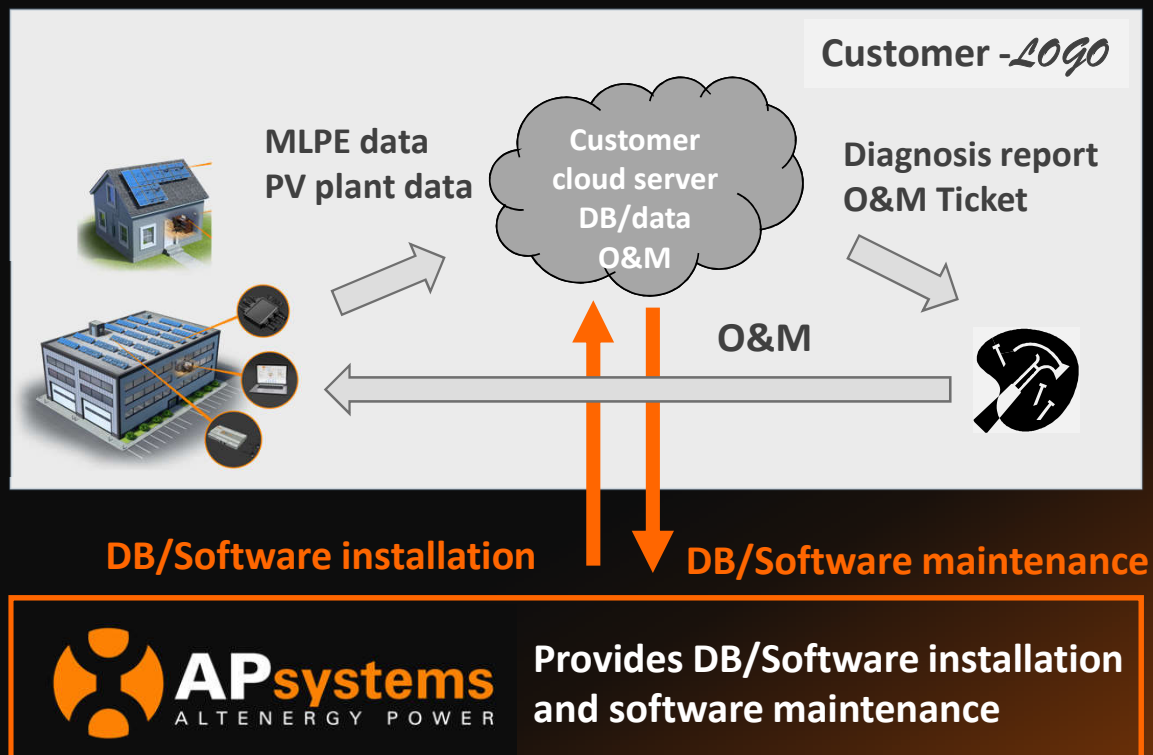 Customer -LOGO
MLPE data
PV plant data
Customer
cloud server
DB/data
O&M
Diagnosis report
O&M Ticket
O&M
DB/Software installation
DB/Software maintenance
APsystems
ALTENERGY POWER
Provides DB/Software installation
and software maintenance